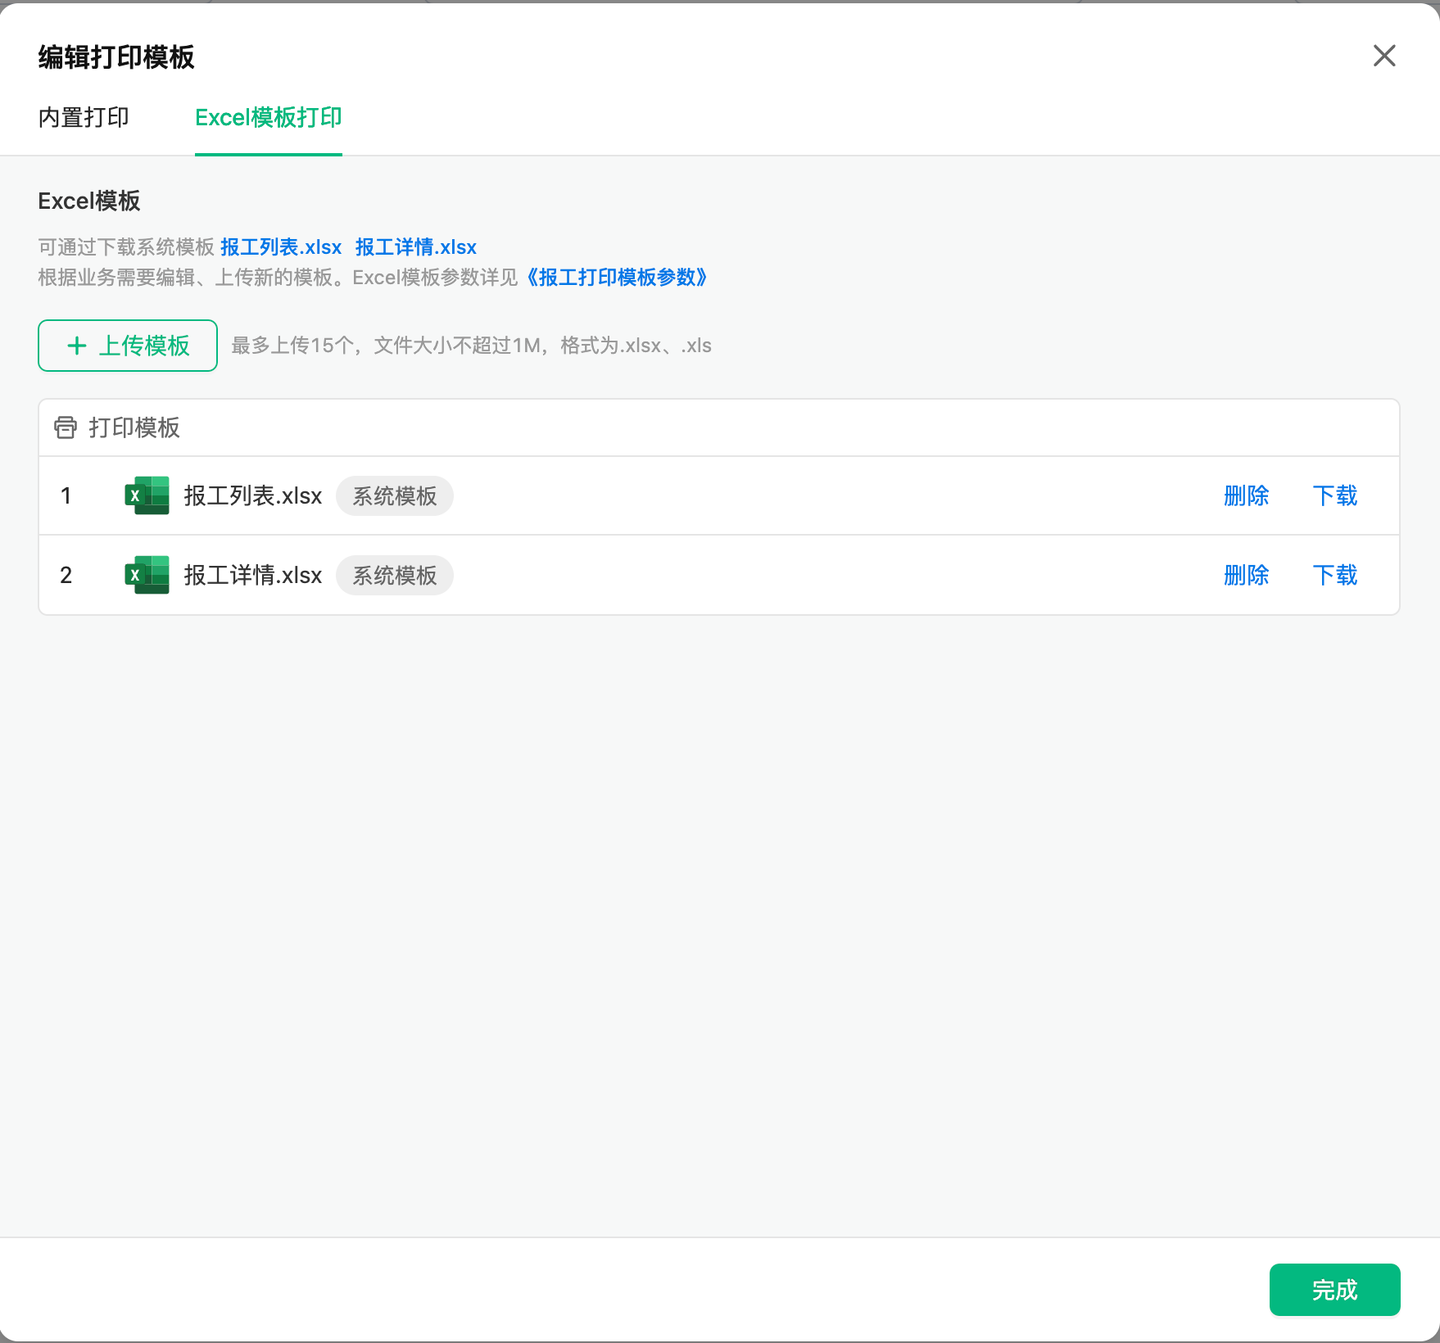 编辑打印模板
内置打印 Excel模板打印
Excel模板
可通过下载系统模板 报工列表.xlsx 报工详情.xlsx
根据业务需要编辑、上传新的模板。Excel模板参数详见《报工打印模板参数》
上传模板 最多上传15个，文件大小不超过1M，格式为.xlsx、.xls
打印模板
1 报工列表.xlsx 系统模板 删除 下载
2 报工详情.xlsx 系统模板 删除 下载
完成